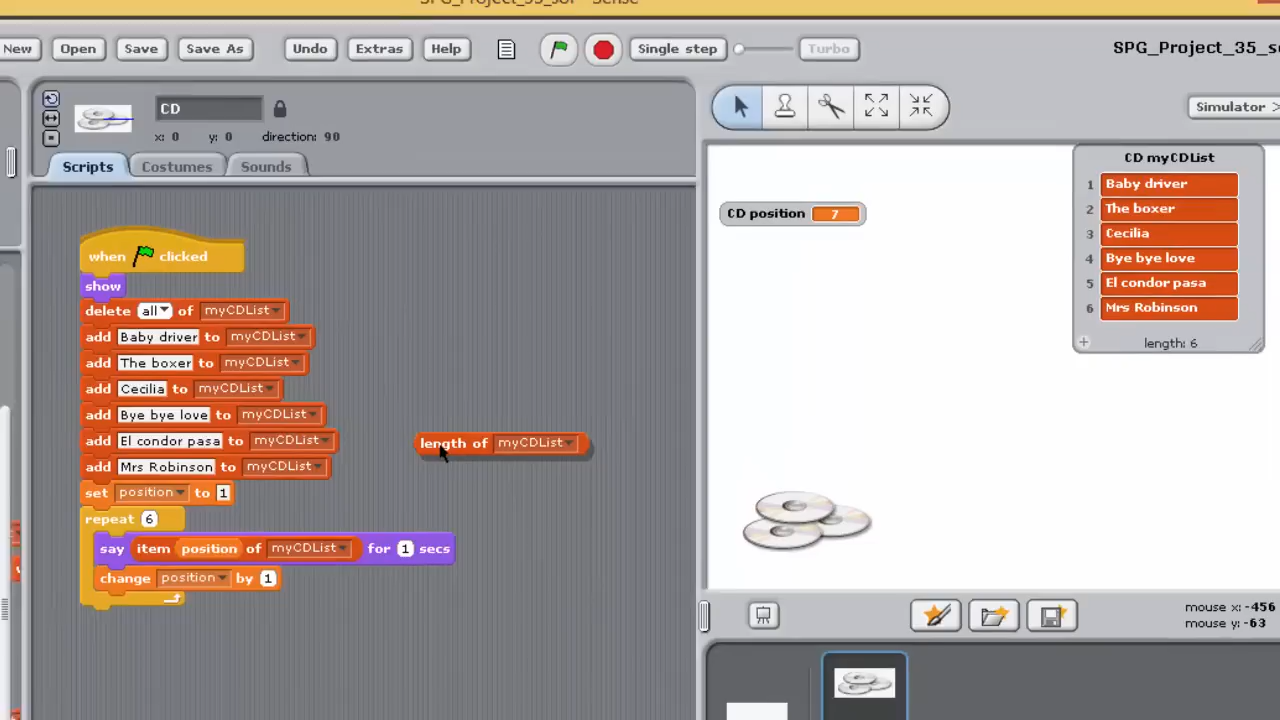 SPG_Project_35_sol - Sense
New Open Save Save As Undo Extras Help Single step Turbo SPG_Project_35_s
CD
x: 0 y: 0 direction: 90
Simulator >
Scripts Costumes Sounds
when clicked
show
delete all of myCDList
add Baby driver to myCDList
add The boxer to myCDList
add Cecilia to myCDList
add Bye bye love to myCDList
add El condor pasa to myCDList
add Mrs Robinson to myCDList
set position to 1
repeat 6
say item position of myCDList for 1 secs
change position by 1
length of myCDList
CD position 7
CD myCDList
1 Baby driver
2 The boxer
3 Cecilia
4 Bye bye love
5 El condor pasa
6 Mrs Robinson
+ length: 6
mouse x: -456
mouse y: -63